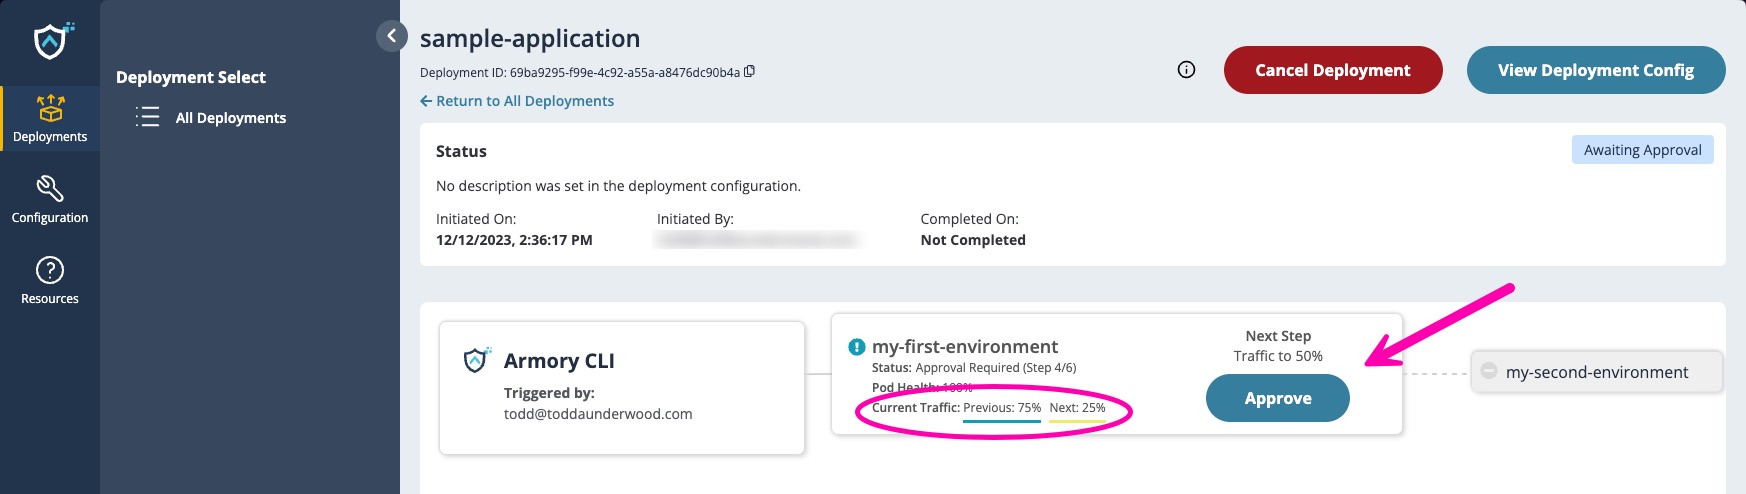 sample-application
Deployment ID: 69ba9295-f99e-4c92-a55a-a8476dc90b4a
Return to All Deployments
Cancel Deployment
View Deployment Config
Deployment Select
All Deployments
Deployments
Configuration
Resources
Status
Awaiting Approval
No description was set in the deployment configuration.
Initiated On:
12/12/2023, 2:36:17 PM
Initiated By:
Completed On:
Not Completed
Armory CLI
Triggered by:
todd@toddaunderwood.com
my-first-environment
Status: Approval Required (Step 4/6)
Pod Health: 100%
Current Traffic: Previous: 75% Next: 25%
Next Step
Traffic to 50%
Approve
my-second-environment